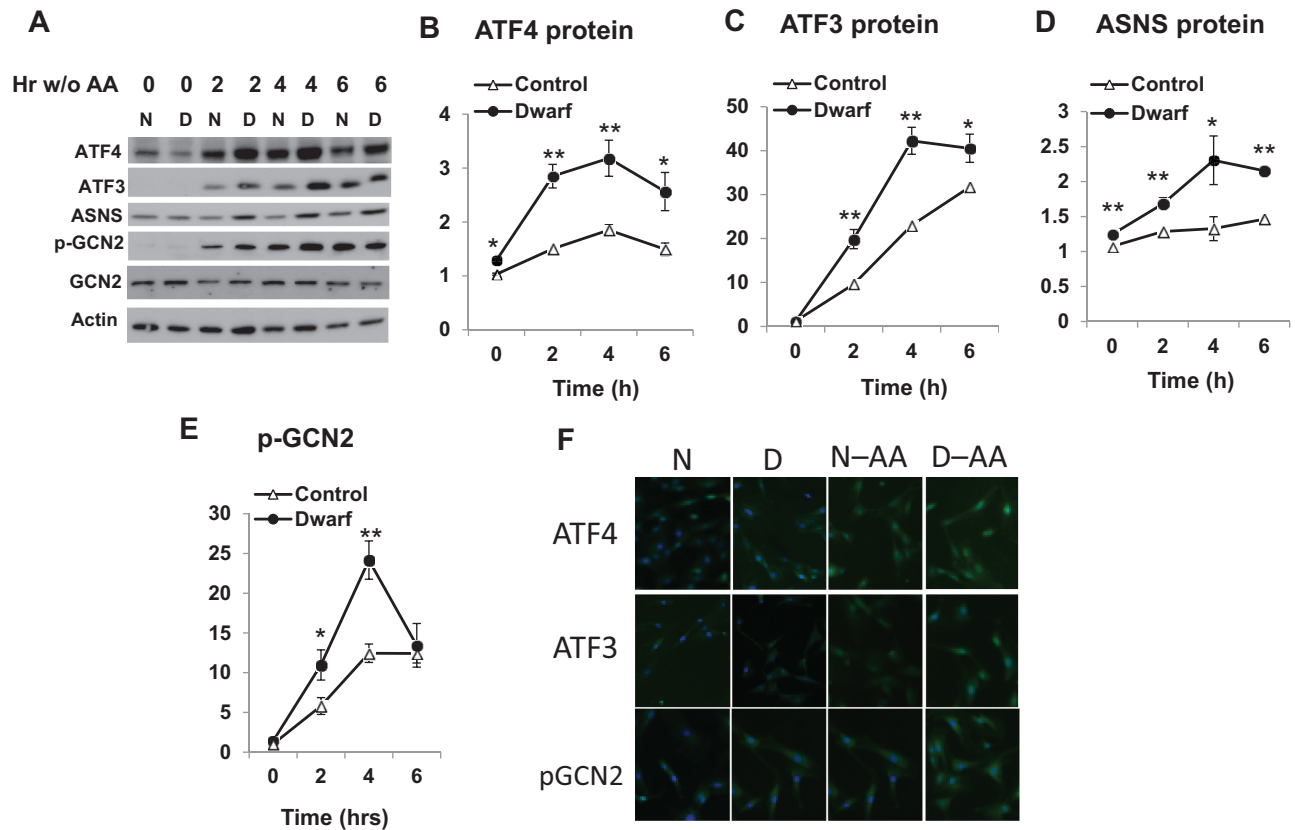 A
Hr w/o AA 0 0 2 2 4 4 6 6
N D N D N D N D
ATF4
ATF3
ASNS
p-GCN2
GCN2
Actin
B ATF4 protein
Control
Dwarf
4
3
2
1
0
* ** ** *
0 2 4 6
Time (h)
C ATF3 protein
Control
Dwarf
50
40
30
20
10
0
** ** *
0 2 4 6
Time (h)
D ASNS protein
Control
Dwarf
3
2.5
2
1.5
1
0.5
0
** ** * **
0 2 4 6
Time (h)
E p-GCN2
Control
Dwarf
30
25
20
15
10
5
0
* **
0 2 4 6
Time (hrs)
F
N D N–AA D–AA
ATF4
ATF3
pGCN2